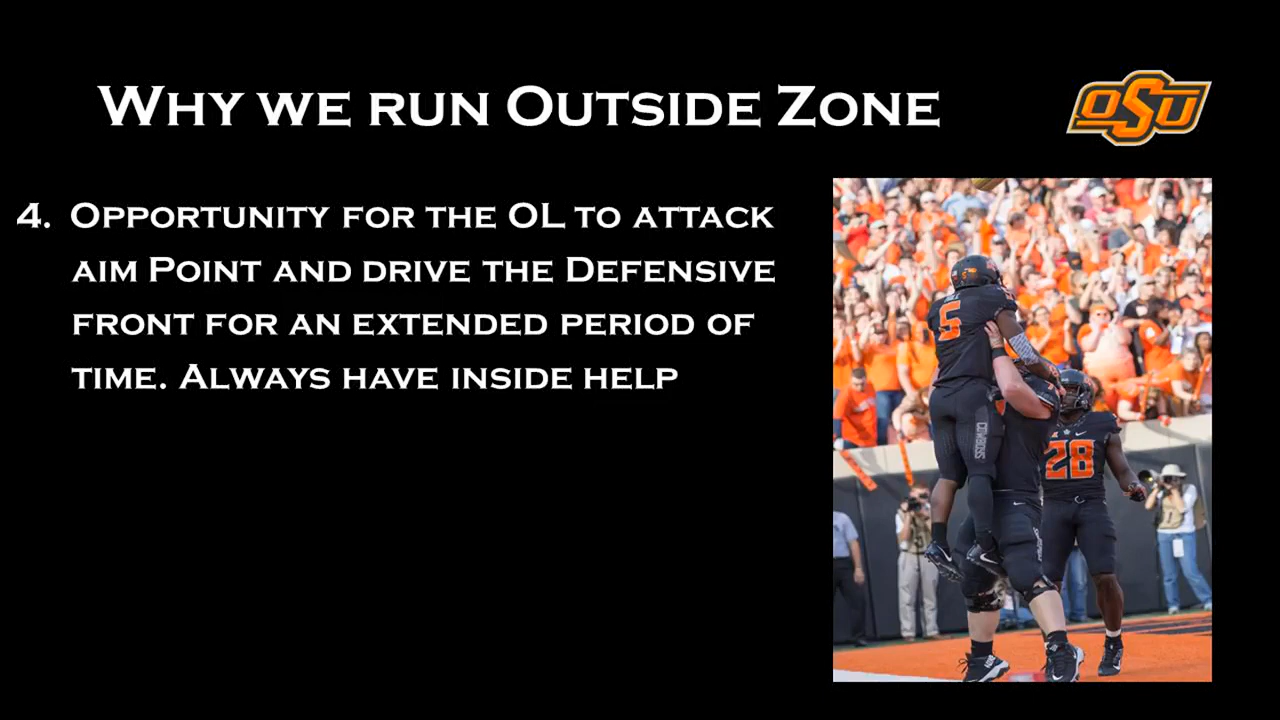 Why we run Outside Zone
OSU
4. Opportunity for the OL to attack
aim Point and drive the Defensive
front for an extended period of
time. Always have inside help
5
28
COWBOYS